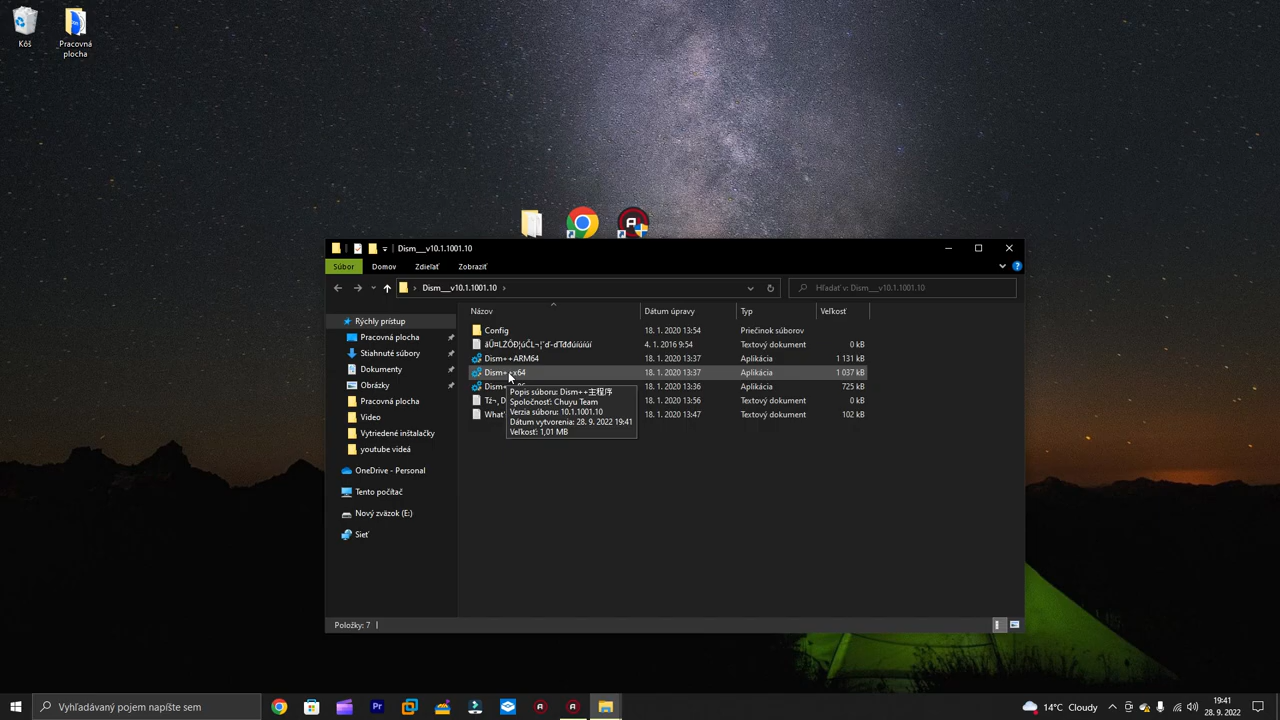 Kôš
Pracovná
plocha
Dism___v10.1.1001.10
Súbor Domov Zdieľať Zobraziť
Dism___v10.1.1001.10
Hľadať v: Dism___v10.1.1001.10
Názov Dátum úpravy Typ Veľkosť
Rýchly prístup
Pracovná plocha
Stiahnuté súbory
Dokumenty
Obrázky
Pracovná plocha
Video
Vytriedené inštalačky
youtube videá
OneDrive - Personal
Tento počítač
Nový zväzok (E:)
Sieť
Config 18. 1. 2020 13:54 Priečinok súborov
4. 1. 2016 9:54 Textový dokument 0 kB
Dism++ARM64 18. 1. 2020 13:37 Aplikácia 1 131 kB
Dism++x64 18. 1. 2020 13:37 Aplikácia 1 037 kB
18. 1. 2020 13:36 Aplikácia 725 kB
18. 1. 2020 13:56 Textový dokument 0 kB
What' 18. 1. 2020 13:47 Textový dokument 102 kB
Popis súboru: Dism++主程序
Spoločnosť: Chuyu Team
Verzia súboru: 10.1.1001.10
Dátum vytvorenia: 28. 9. 2022 19:41
Veľkosť: 1,01 MB
Položky: 7
Vyhľadávaný pojem napíšte sem
14°C Cloudy
19:41
28. 9. 2022